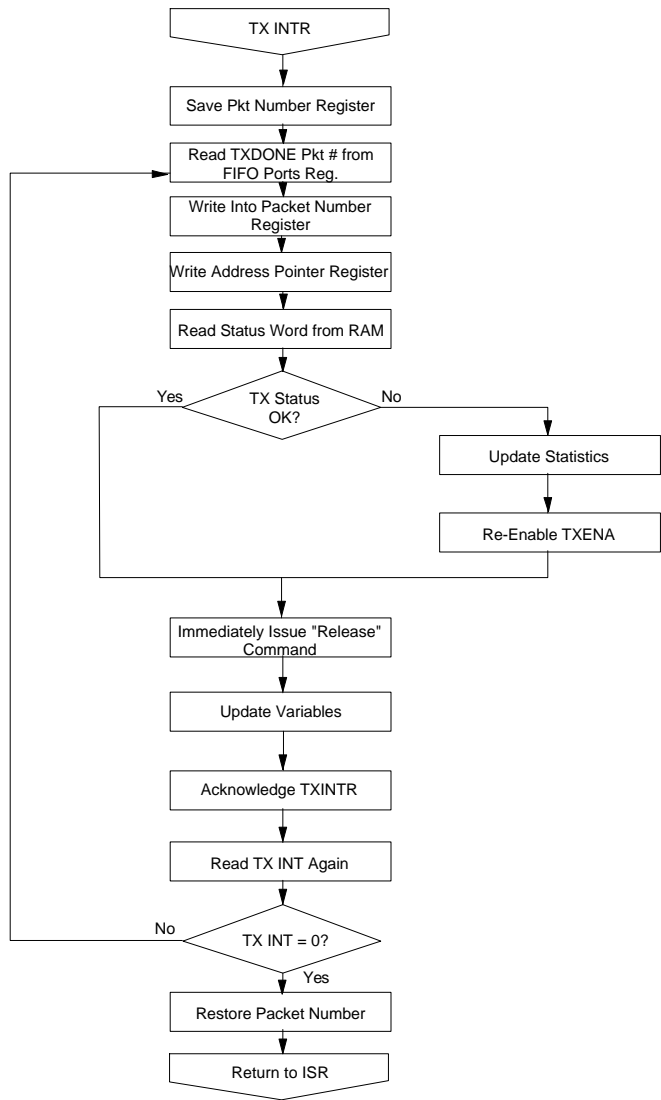 TX INTR
Save Pkt Number Register
Read TXDONE Pkt # from
FIFO Ports Reg.
Write Into Packet Number
Register
Write Address Pointer Register
Read Status Word from RAM
Yes
TX Status
OK?
No
Update Statistics
Re-Enable TXENA
Immediately Issue "Release"
Command
Update Variables
Acknowledge TXINTR
Read TX INT Again
No
TX INT = 0?
Yes
Restore Packet Number
Return to ISR